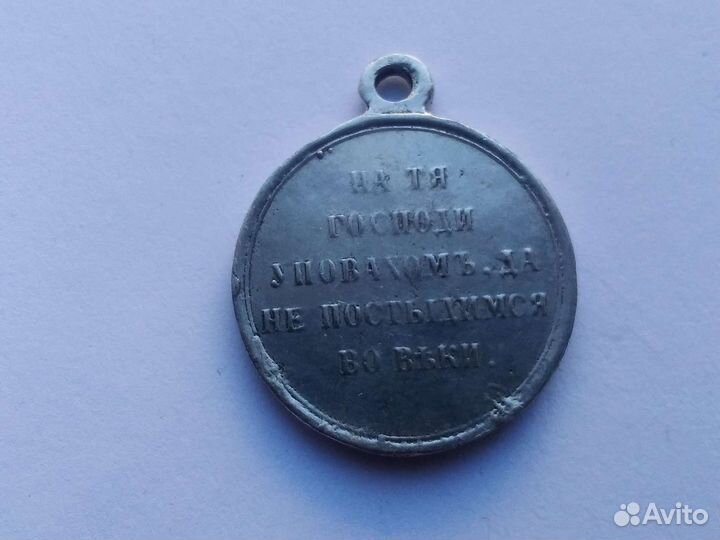 НА ТЯ
ГОСПОДИ
УПОВАХОМЪ, ДА
НЕ ПОСТЫДИМСЯ
ВО ВѢКИ.
Avito